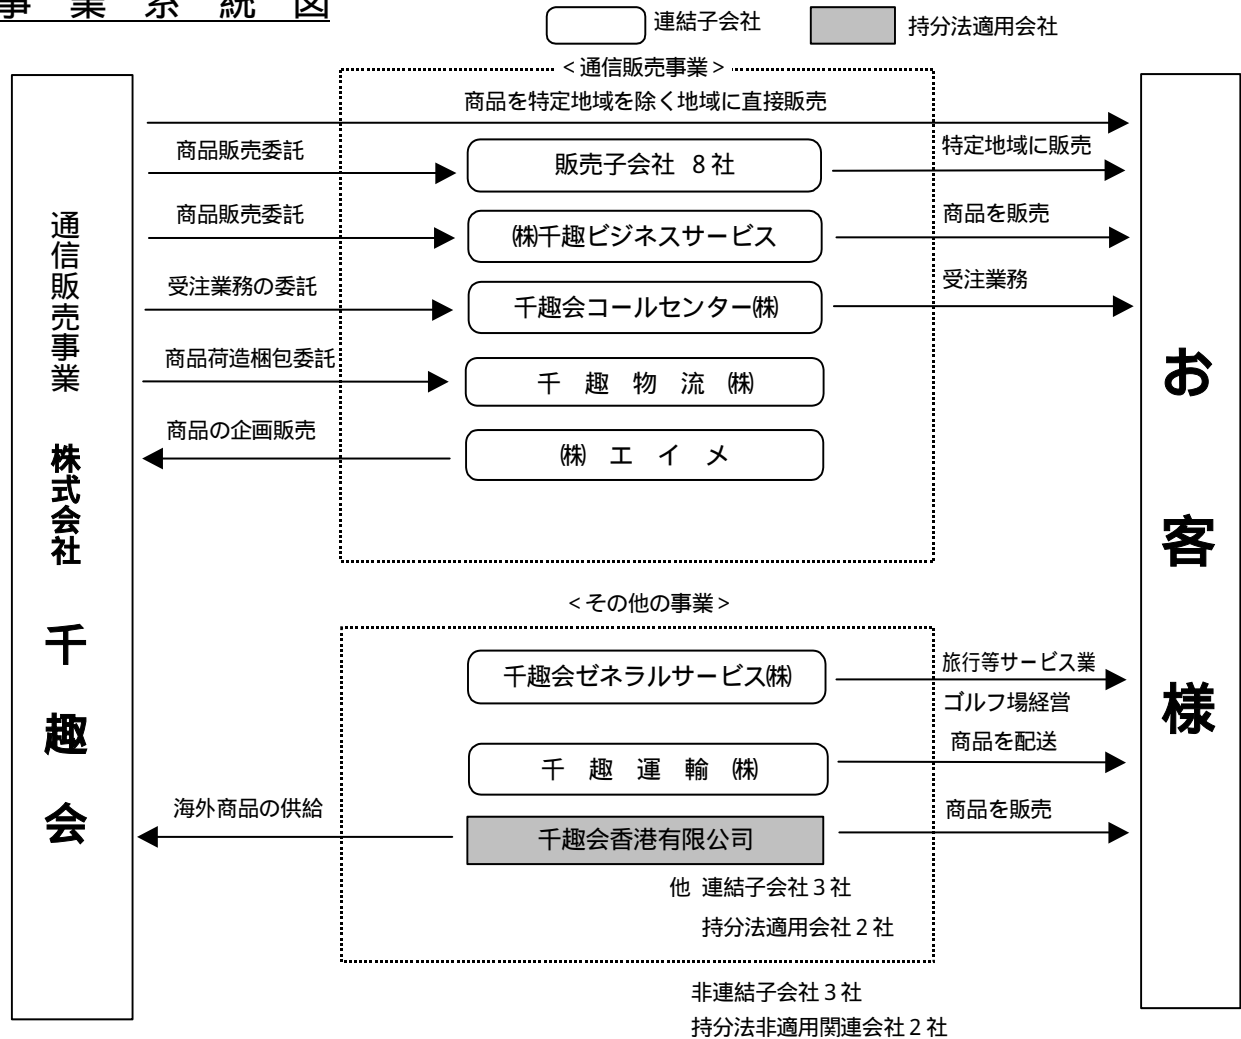 事 業 系 統 図
連結子会社
持分法適用会社
通信販売事業 株式会社 千趣会
<通信販売事業>
商品を特定地域を除く地域に直接販売
商品販売委託
販売子会社 8社
特定地域に販売
商品販売委託
㈱千趣ビジネスサービス
商品を販売
受注業務の委託
千趣会コールセンター㈱
受注業務
商品荷造梱包委託
千 趣 物 流 ㈱
商品の企画販売
㈱ エ イ メ
<その他の事業>
千趣会ゼネラルサービス㈱
旅行等サービス業
ゴルフ場経営
千 趣 運 輸 ㈱
商品を配送
海外商品の供給
千趣会香港有限公司
商品を販売
他 連結子会社3社
持分法適用会社2社
非連結子会社3社
持分法非適用関連会社2社
お客様